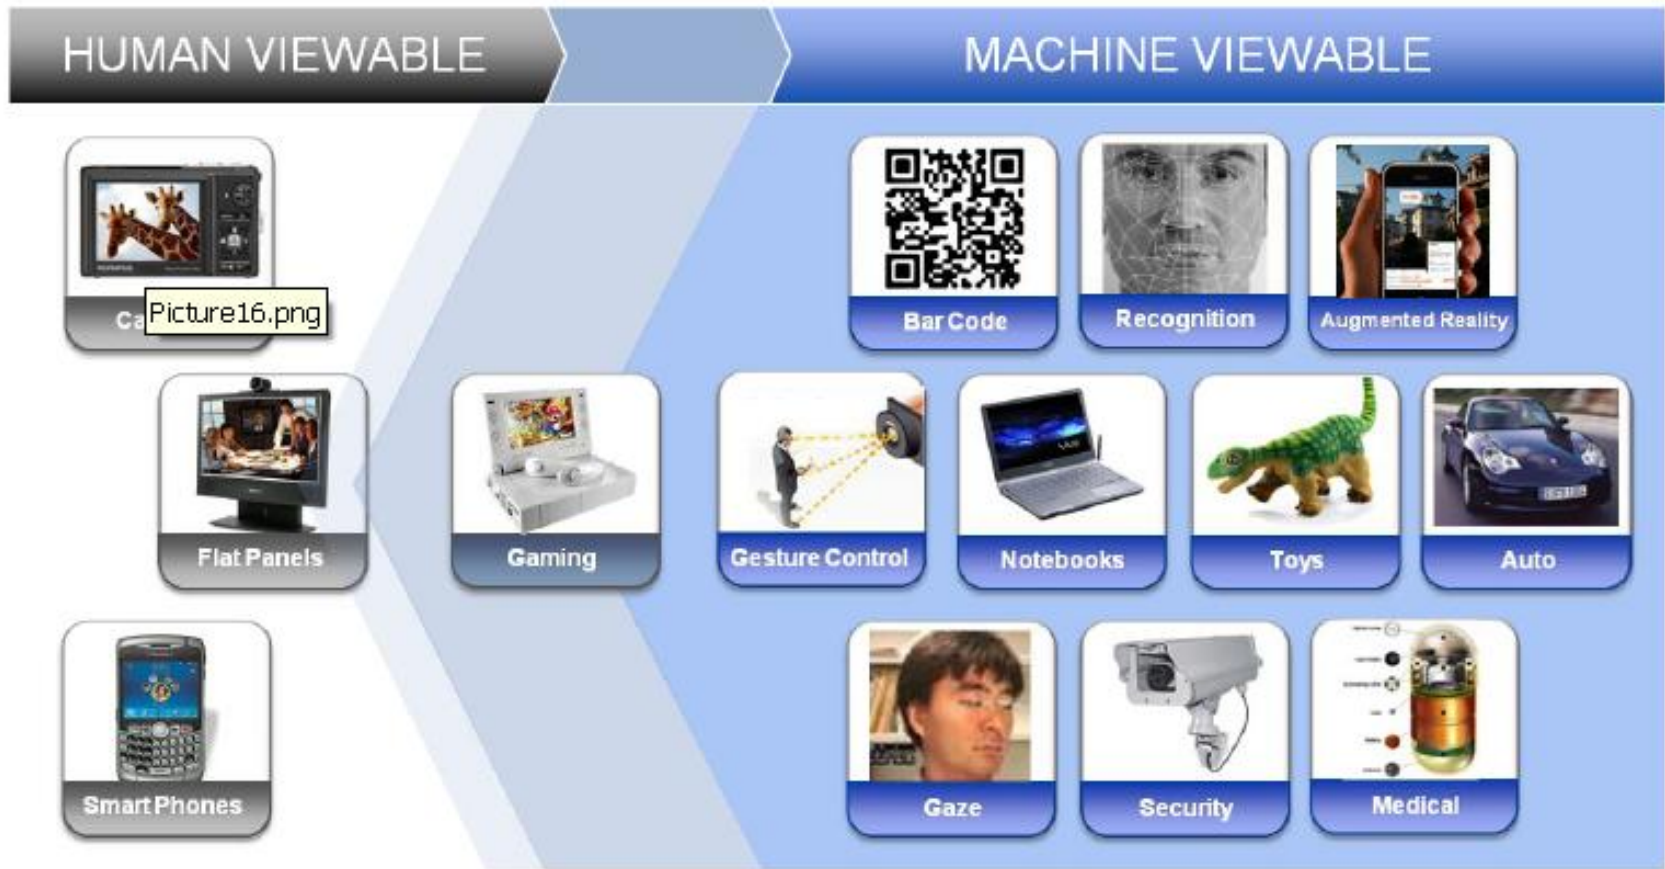 HUMAN VIEWABLE
MACHINE VIEWABLE
Ca
Picture16.png
Bar Code
Recognition
Augmented Reality
Flat Panels
Gaming
Gesture Control
Notebooks
Toys
Auto
Smart Phones
Gaze
Security
Medical